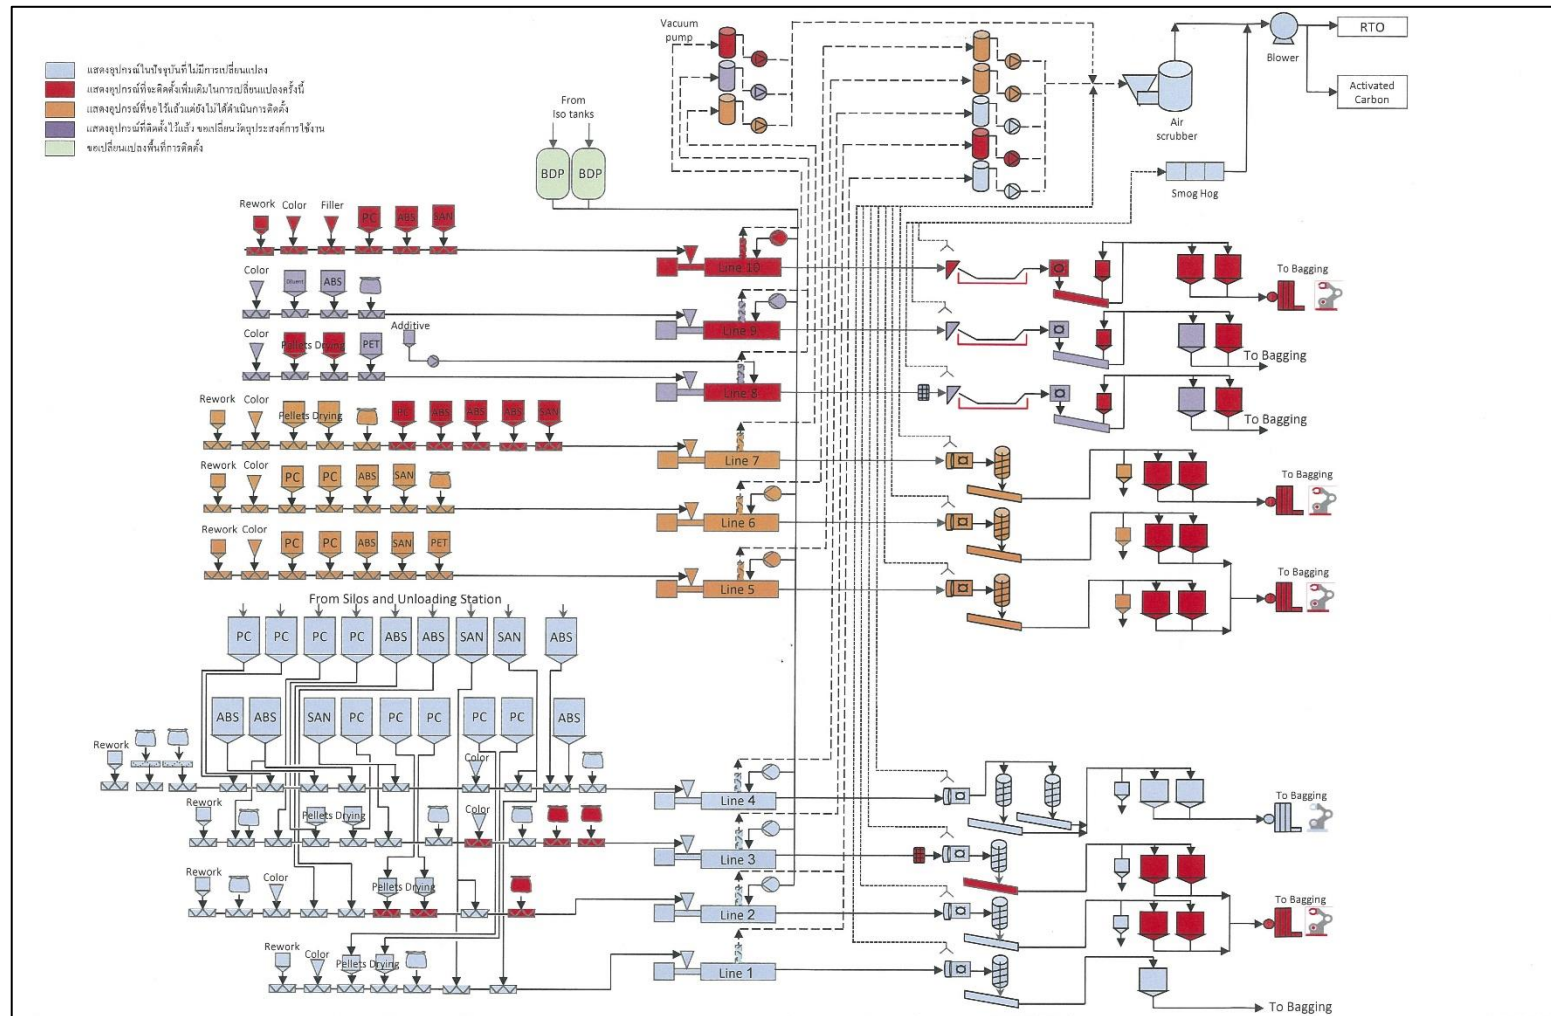 Vacuum
pump
RTO
Blower
Activated
Carbon
Air
scrubber
Smog Hog
แสดงอุปกรณ์ในปัจจุบันที่ไม่มีการเปลี่ยนแปลง
แสดงอุปกรณ์ที่จะติดตั้งเพิ่มเติมในการเปลี่ยนแปลงครั้งนี้
แสดงอุปกรณ์ที่ขอไว้แล้วแต่ยังไม่ได้ดำเนินการติดตั้ง
แสดงอุปกรณ์ที่ติดตั้งไว้แล้ว ขอเปลี่ยนวัตถุประสงค์การใช้งาน
ขอเปลี่ยนแปลงพื้นที่การติดตั้ง
From
Iso tanks
BDP BDP
Rework Color Filler PC ABS SAN
Line 10
To Bagging
Color Diluent ABS
Line 9
To Bagging
Color Pellets Drying PET Additive
Line 8
To Bagging
Rework Color Pellets Drying PC ABS ABS ABS SAN
Line 7
To Bagging
Rework Color PC PC ABS SAN
Line 6
Rework Color PC PC ABS SAN PET
Line 5
To Bagging
From Silos and Unloading Station
PC PC PC PC ABS ABS SAN SAN ABS
ABS ABS SAN PC PC PC PC PC ABS
Rework Color
Line 4
To Bagging
Rework Pellets Drying Color
Line 3
Rework Color Pellets Drying
Line 2
To Bagging
Rework Color Pellets Drying
Line 1
To Bagging